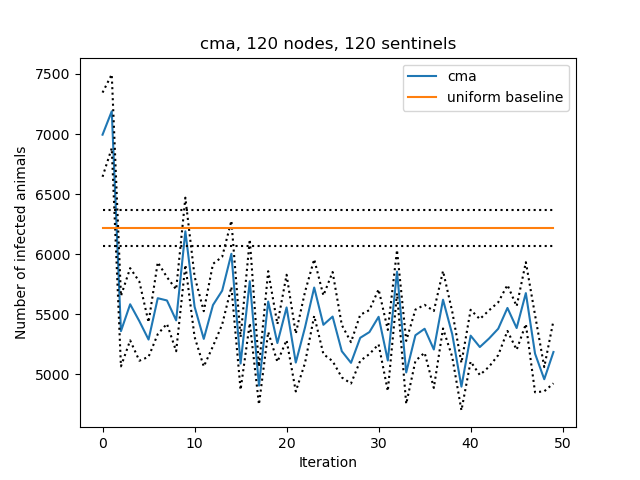 cma, 120 nodes, 120 sentinels
cma
uniform baseline
Number of infected animals
7500
7000
6500
6000
5500
5000
0 10 20 30 40 50
Iteration